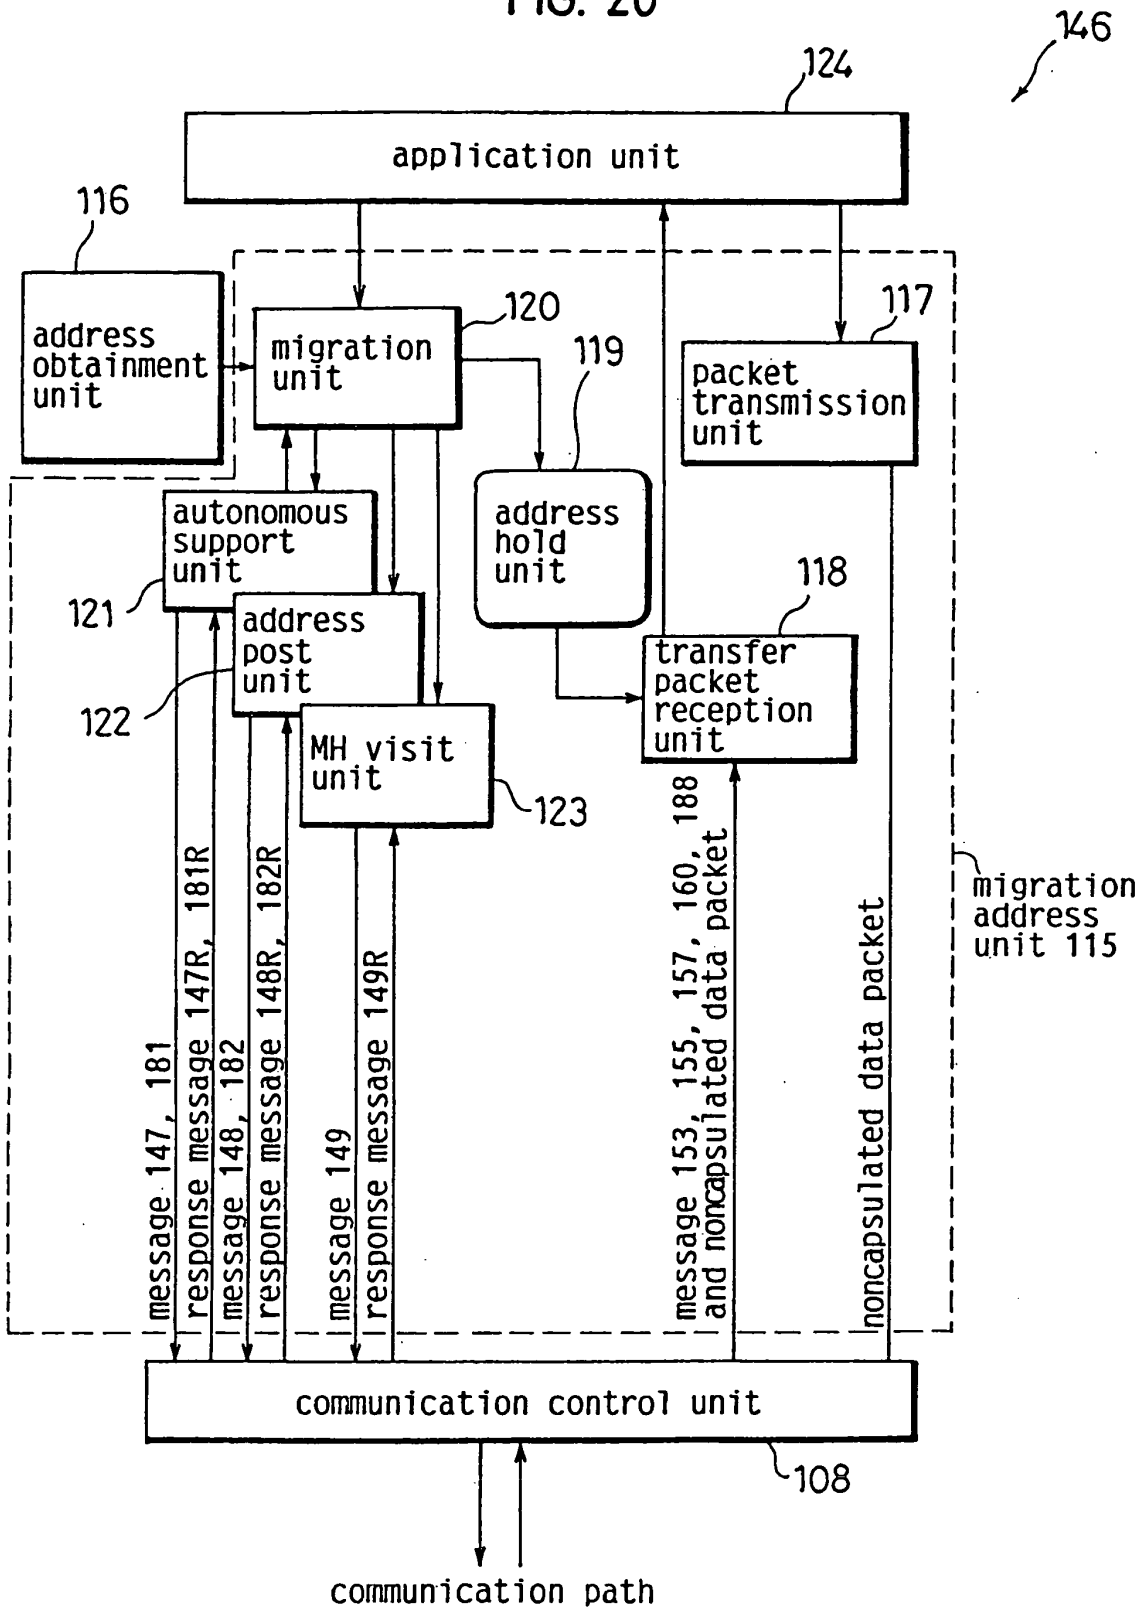 FIG. 20
146
124
application unit
116
address
obtainment
unit
migration
unit
120
119
117
packet
transmission
unit
autonomous
support
unit
121
address
hold
unit
118
address
post
unit
122
transfer
packet
reception
unit
MH visit
unit
123
message 147, 181
response message 147R, 181R
message 148, 182
response message 148R, 182R
message 149
response message 149R
message 153, 155, 157, 160, 188
and noncapsulated data packet
noncapsulated data packet
migration
address
unit 115
communication control unit
108
communication path